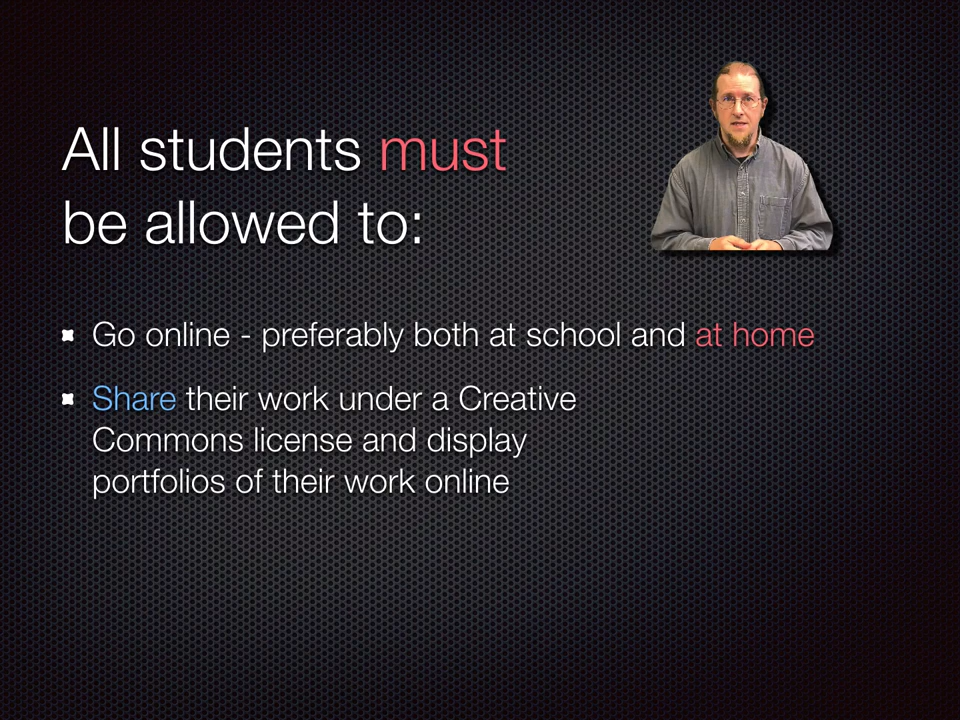 All students must
be allowed to:
Go online - preferably both at school and at home
Share their work under a Creative
Commons license and display
portfolios of their work online